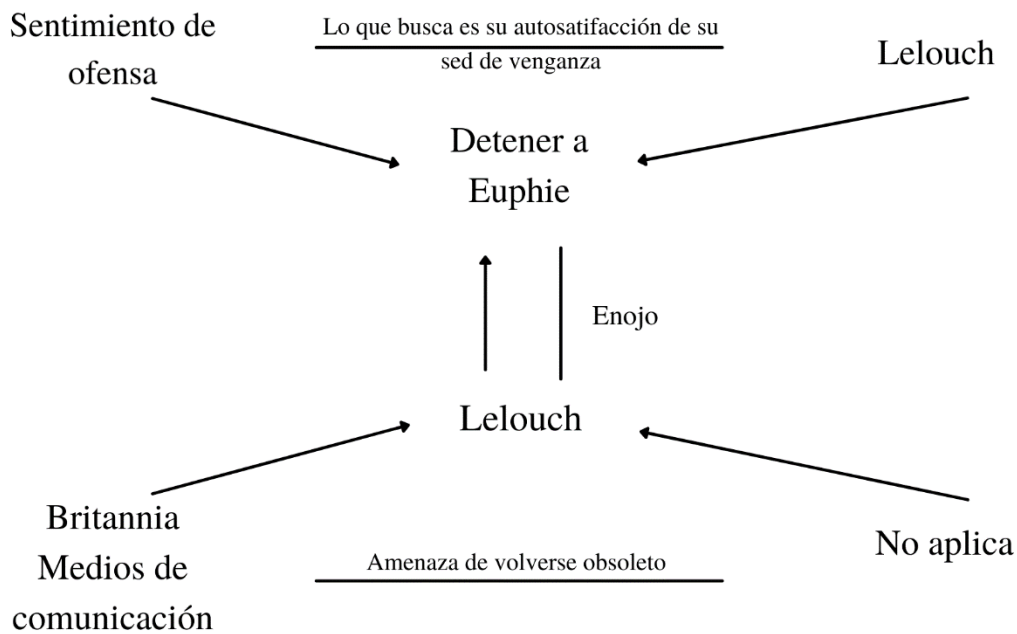 Sentimiento de
ofensa
Lo que busca es su autosatifacción de su
sed de venganza
Lelouch
Detener a
Euphie
Enojo
Lelouch
Britannia
Medios de
comunicación
Amenaza de volverse obsoleto
No aplica